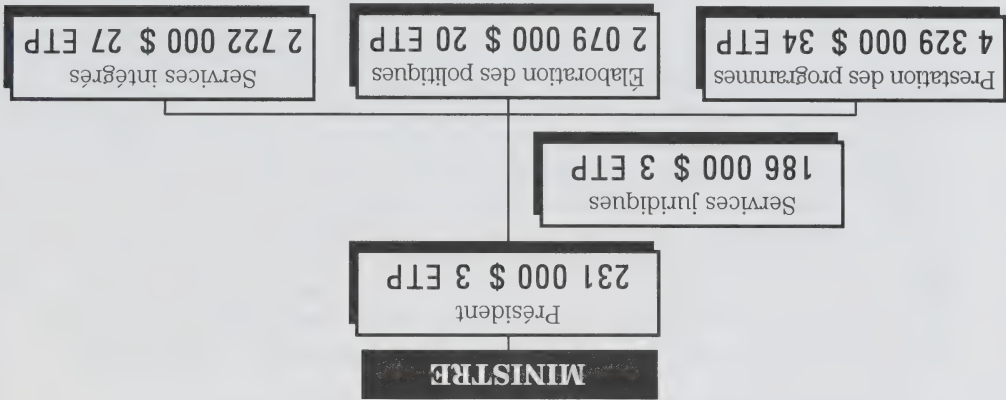 MINISTRE
Président
231 000 $ 3 ETP
Services juridiques
186 000 $ 3 ETP
Prestation des programmes
4 329 000 $ 34 ETP
Élaboration des politiques
2 079 000 $ 20 ETP
Services intégrés
2 722 000 $ 27 ETP